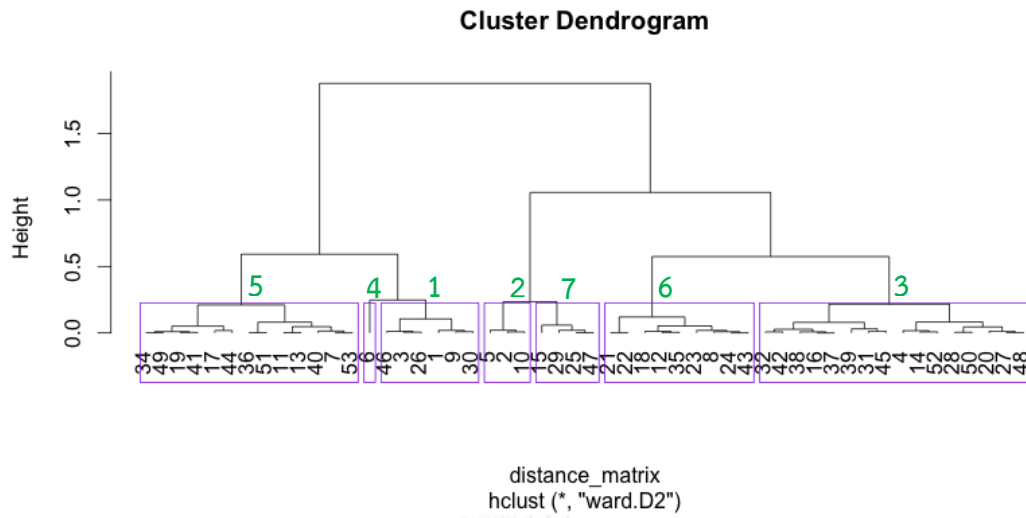 Cluster Dendrogram
Height
0.0 0.5 1.0 1.5
5 4 1 2 7 6 3
34 49 19 41 17 44 36 51 11 13 40 7 53 6 46 3 26 1 9 30 5 2 10 15 29 25 47 21 22 18 12 35 23 8 24 43 32 42 38 16 37 39 31 45 4 14 52 28 50 20 27 48
distance_matrix
hclust (*, "ward.D2")